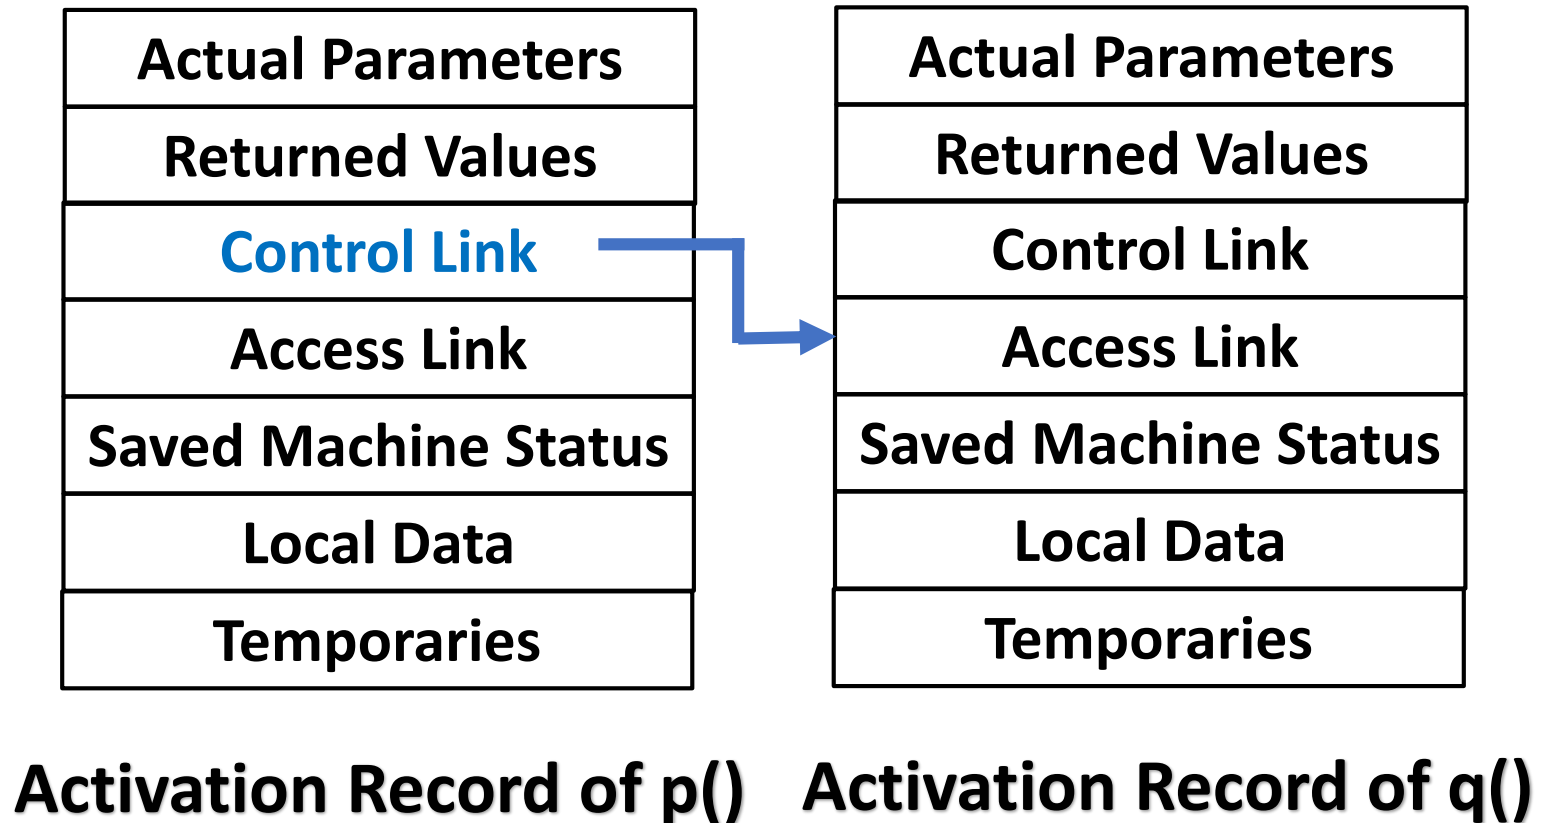 Actual Parameters
Returned Values
Control Link
Access Link
Saved Machine Status
Local Data
Temporaries
Activation Record of p()
Actual Parameters
Returned Values
Control Link
Access Link
Saved Machine Status
Local Data
Temporaries
Activation Record of q()